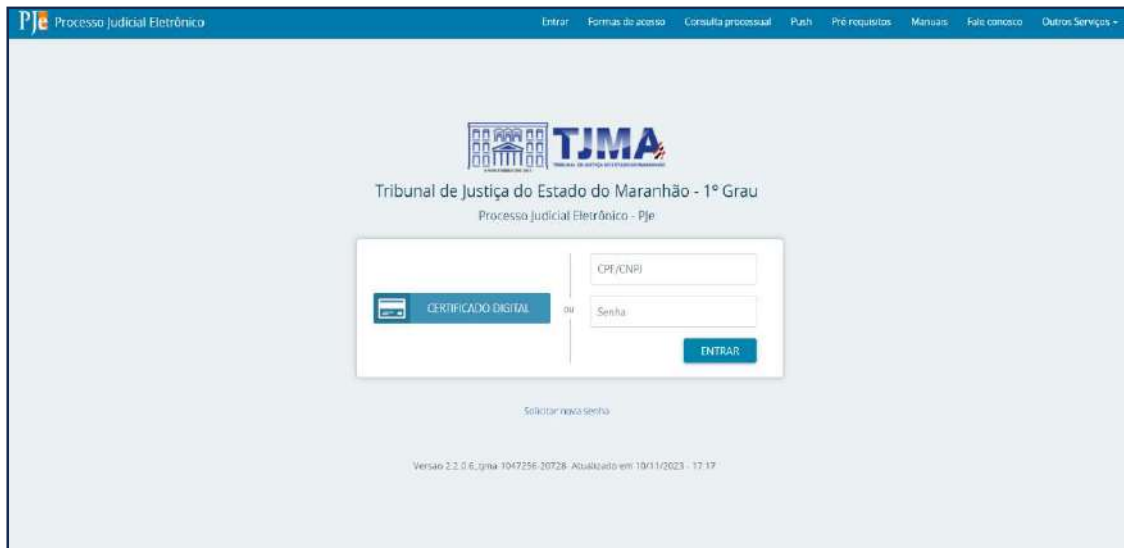 PJe Processo Judicial Eletrônico
Entrar Formas de acesso Consulta processual Push Pré requisitos Manuais Fale conosco Outros Serviços
TJMA
Tribunal de Justiça do Estado do Maranhão - 1º Grau
Processo Judicial Eletrônico - PJe
CPF/CNPJ
CERTIFICADO DIGITAL
ou
Senha
ENTRAR
Solicitar nova senha
Versão 2.2.0.6_tjma-1047256-20728- Atualizado em 10/11/2023 - 17:17